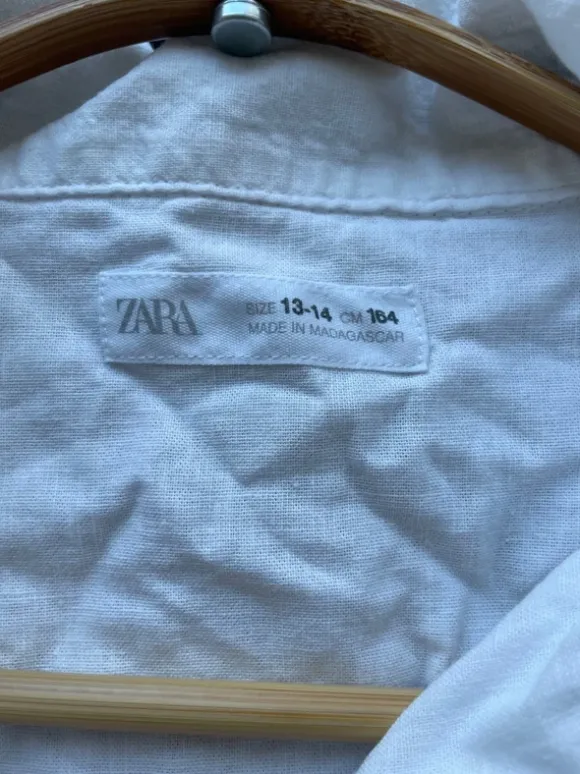 ZARA
SIZE 13-14 CM 164
MADE IN MADAGASCAR